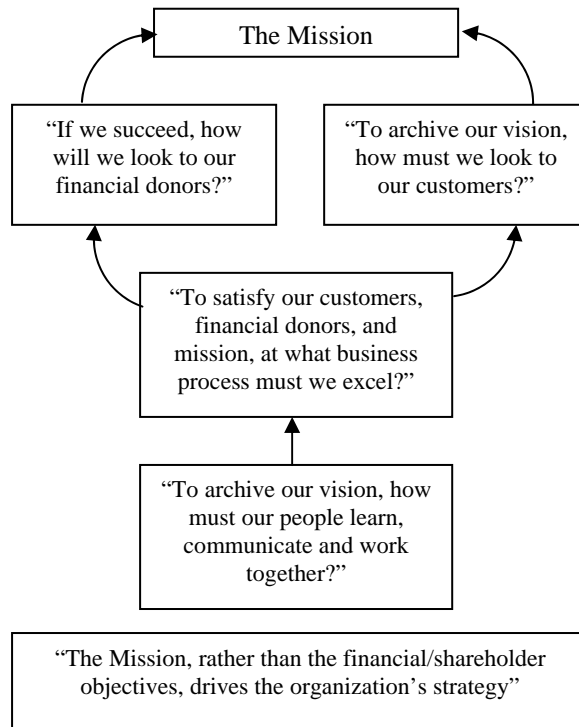 The Mission
“If we succeed, how
will we look to our
financial donors?”
“To archive our vision,
how must we look to
our customers?”
“To satisfy our customers,
financial donors, and
mission, at what business
process must we excel?”
“To archive our vision, how
must our people learn,
communicate and work
together?”
“The Mission, rather than the financial/shareholder
objectives, drives the organization’s strategy”